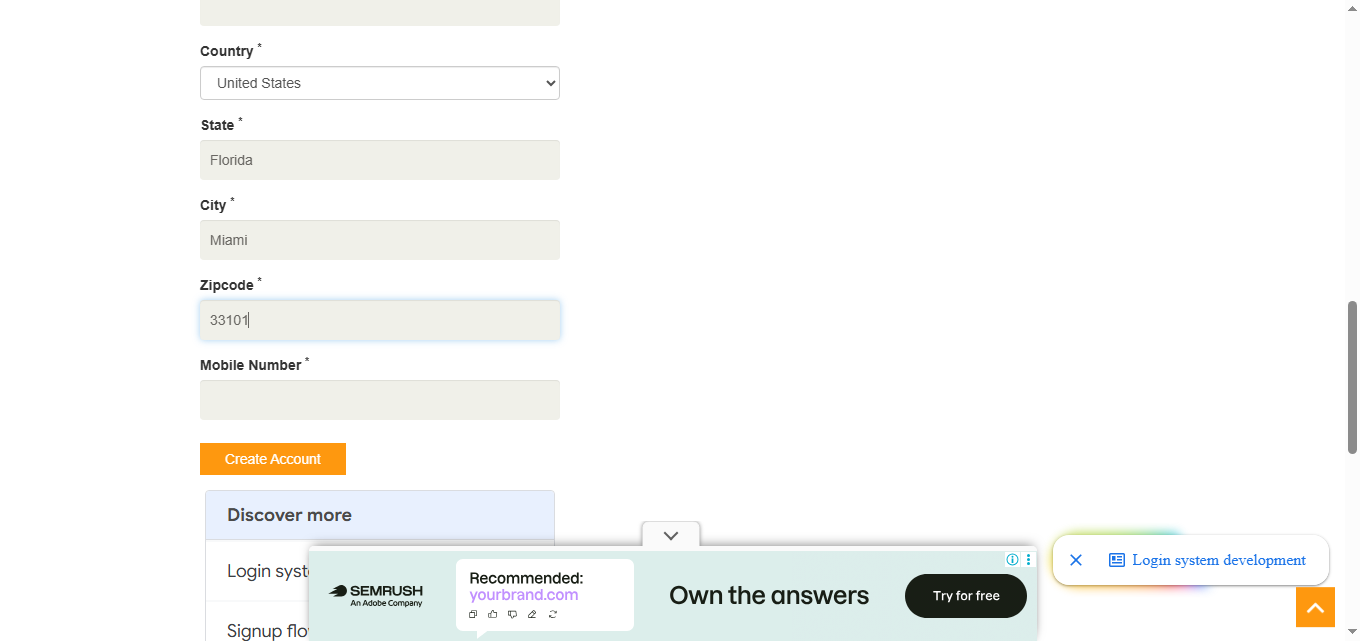 Country *
United States
State *
Florida
City *
Miami
Zipcode *
33101
Mobile Number *
Create Account
Discover more
Login syst
Signup flo
SEMRUSH
An Adobe Company
Recommended:
yourbrand.com
Own the answers
Try for free
Login system development